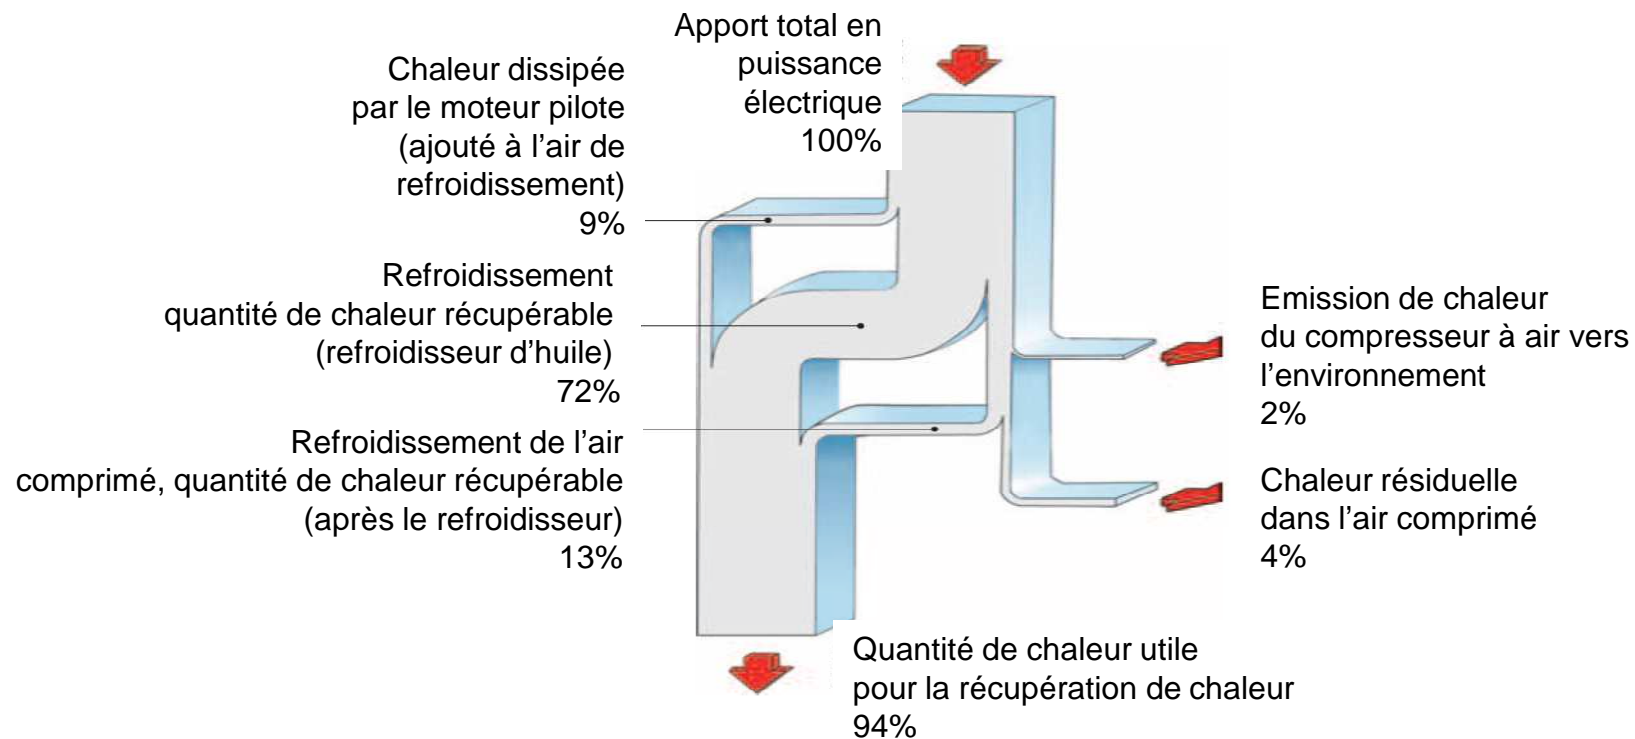 Apport total en
puissance
électrique
100%
Chaleur dissipée
par le moteur pilote
(ajouté à l’air de
refroidissement)
9%
Refroidissement
quantité de chaleur récupérable
(refroidisseur d’huile)
72%
Refroidissement de l’air
comprimé, quantité de chaleur récupérable
(après le refroidisseur)
13%
Emission de chaleur
du compresseur à air vers
l’environnement
2%
Chaleur résiduelle
dans l’air comprimé
4%
Quantité de chaleur utile
pour la récupération de chaleur
94%